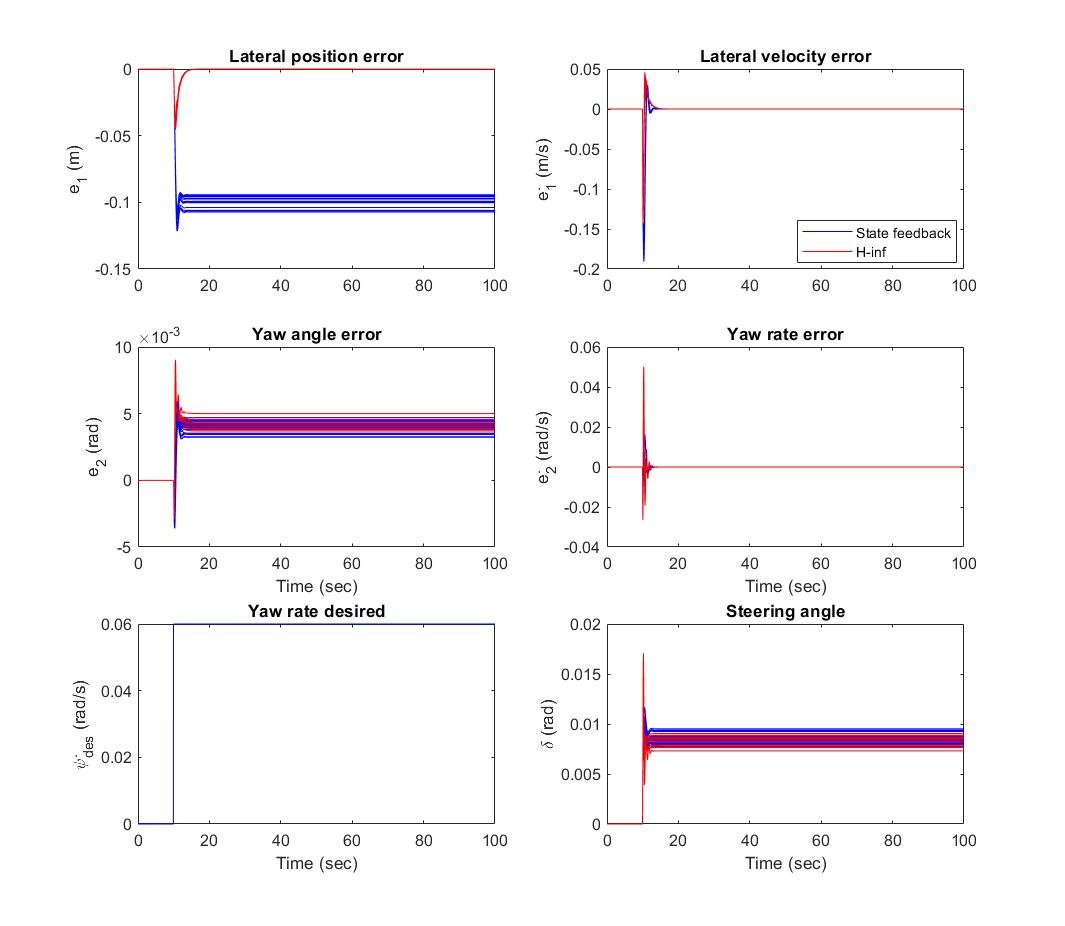 Lateral position error
0
-0.05
-0.1
-0.15
e1 (m)
0 20 40 60 80 100
Lateral velocity error
0.05
0
-0.05
-0.1
-0.15
-0.2
ė1 (m/s)
State feedback
H-inf
0 20 40 60 80 100
Yaw angle error
×10-3
10
5
0
-5
e2 (rad)
0 20 40 60 80 100
Time (sec)
Yaw rate error
0.06
0.04
0.02
0
-0.02
-0.04
ė2 (rad/s)
0 20 40 60 80 100
Time (sec)
Yaw rate desired
0.06
0.04
0.02
0
ψ̇des (rad/s)
0 20 40 60 80 100
Time (sec)
Steering angle
0.02
0.015
0.01
0.005
0
δ (rad)
0 20 40 60 80 100
Time (sec)